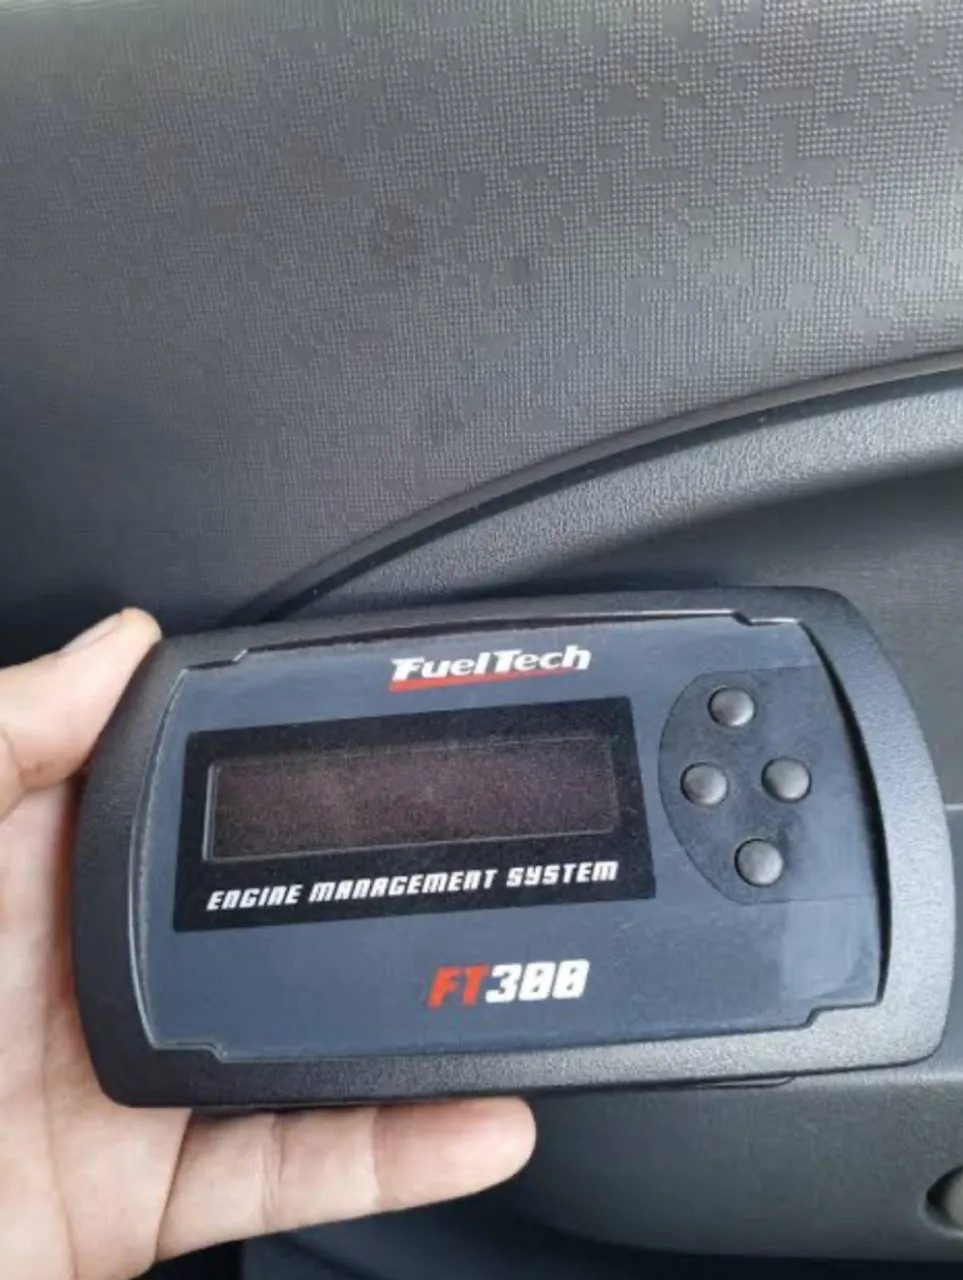 FuelTech
ENGINE MANAGEMENT SYSTEM
FT300